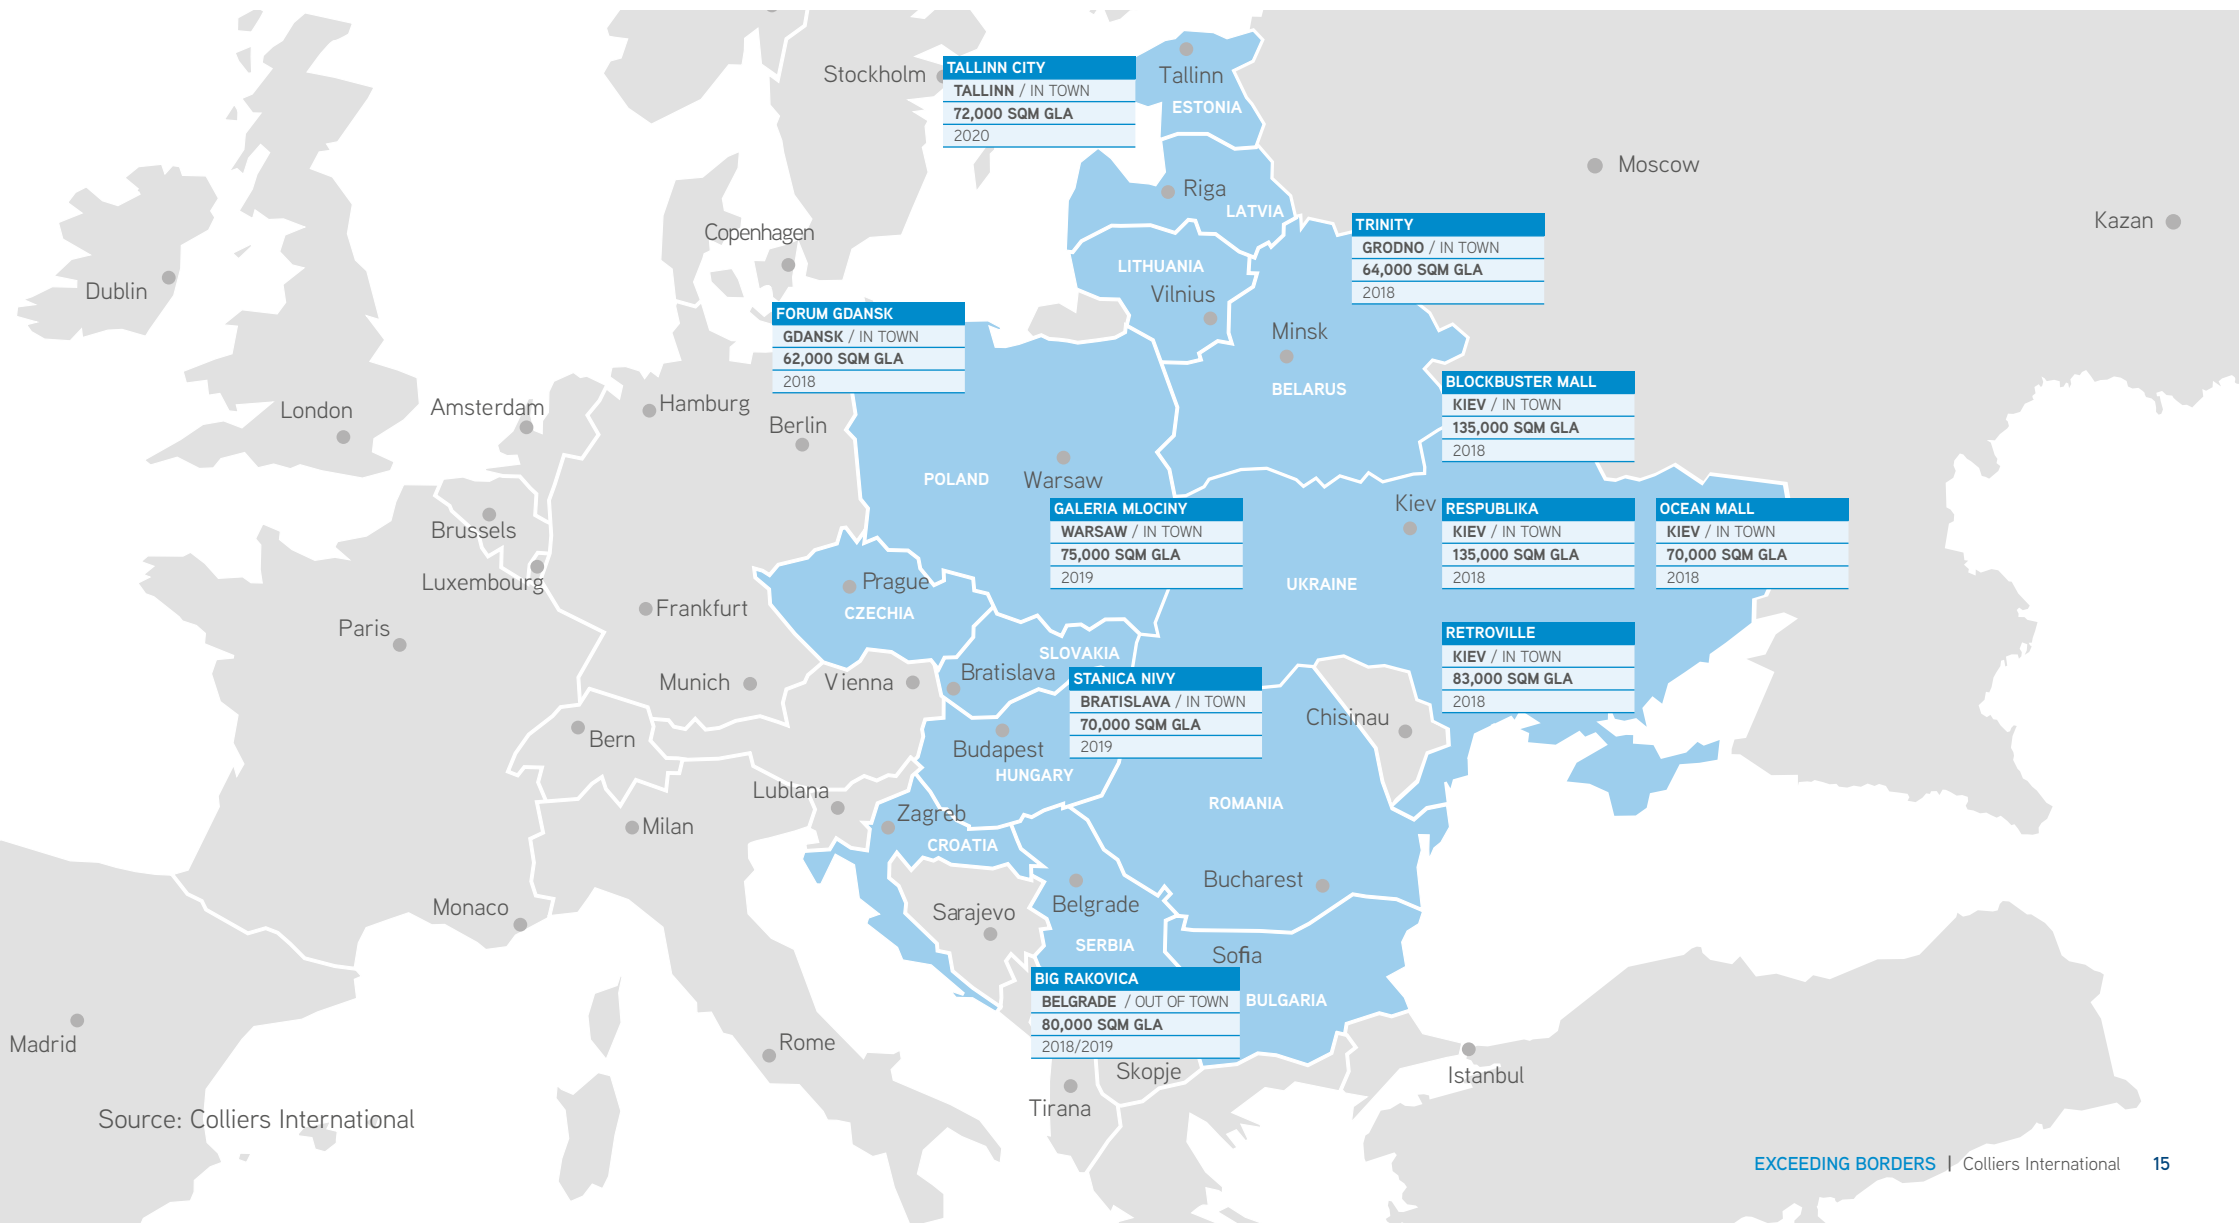 Stockholm
TALLINN CITY
TALLINN / IN TOWN
72,000 SQM GLA
2020
Tallinn
ESTONIA
Moscow
Kazan
Riga
LATVIA
Copenhagen
TRINITY
GRODNO / IN TOWN
64,000 SQM GLA
2018
LITHUANIA
Vilnius
Dublin
FORUM GDANSK
GDANSK / IN TOWN
62,000 SQM GLA
2018
Minsk
BELARUS
BLOCKBUSTER MALL
KIEV / IN TOWN
135,000 SQM GLA
2018
London
Amsterdam
Hamburg
Berlin
POLAND
Warsaw
GALERIA MLOCINY
WARSAW / IN TOWN
75,000 SQM GLA
2019
Kiev
RESPUBLIKA
KIEV / IN TOWN
135,000 SQM GLA
2018
OCEAN MALL
KIEV / IN TOWN
70,000 SQM GLA
2018
Brussels
Luxembourg
Prague
CZECHIA
UKRAINE
Frankfurt
Paris
RETROVILLE
KIEV / IN TOWN
83,000 SQM GLA
2018
SLOVAKIA
Bratislava
Munich
Vienna
STANICA NIVY
BRATISLAVA / IN TOWN
70,000 SQM GLA
2019
Chisinau
Bern
Budapest
HUNGARY
Lublana
ROMANIA
Zagreb
CROATIA
Milan
Bucharest
Monaco
Sarajevo
Belgrade
SERBIA
Sofia
BIG RAKOVICA
BELGRADE / OUT OF TOWN
80,000 SQM GLA
2018/2019
BULGARIA
Madrid
Rome
Skopje
Istanbul
Tirana
Source: Colliers International
EXCEEDING BORDERS | Colliers International 15